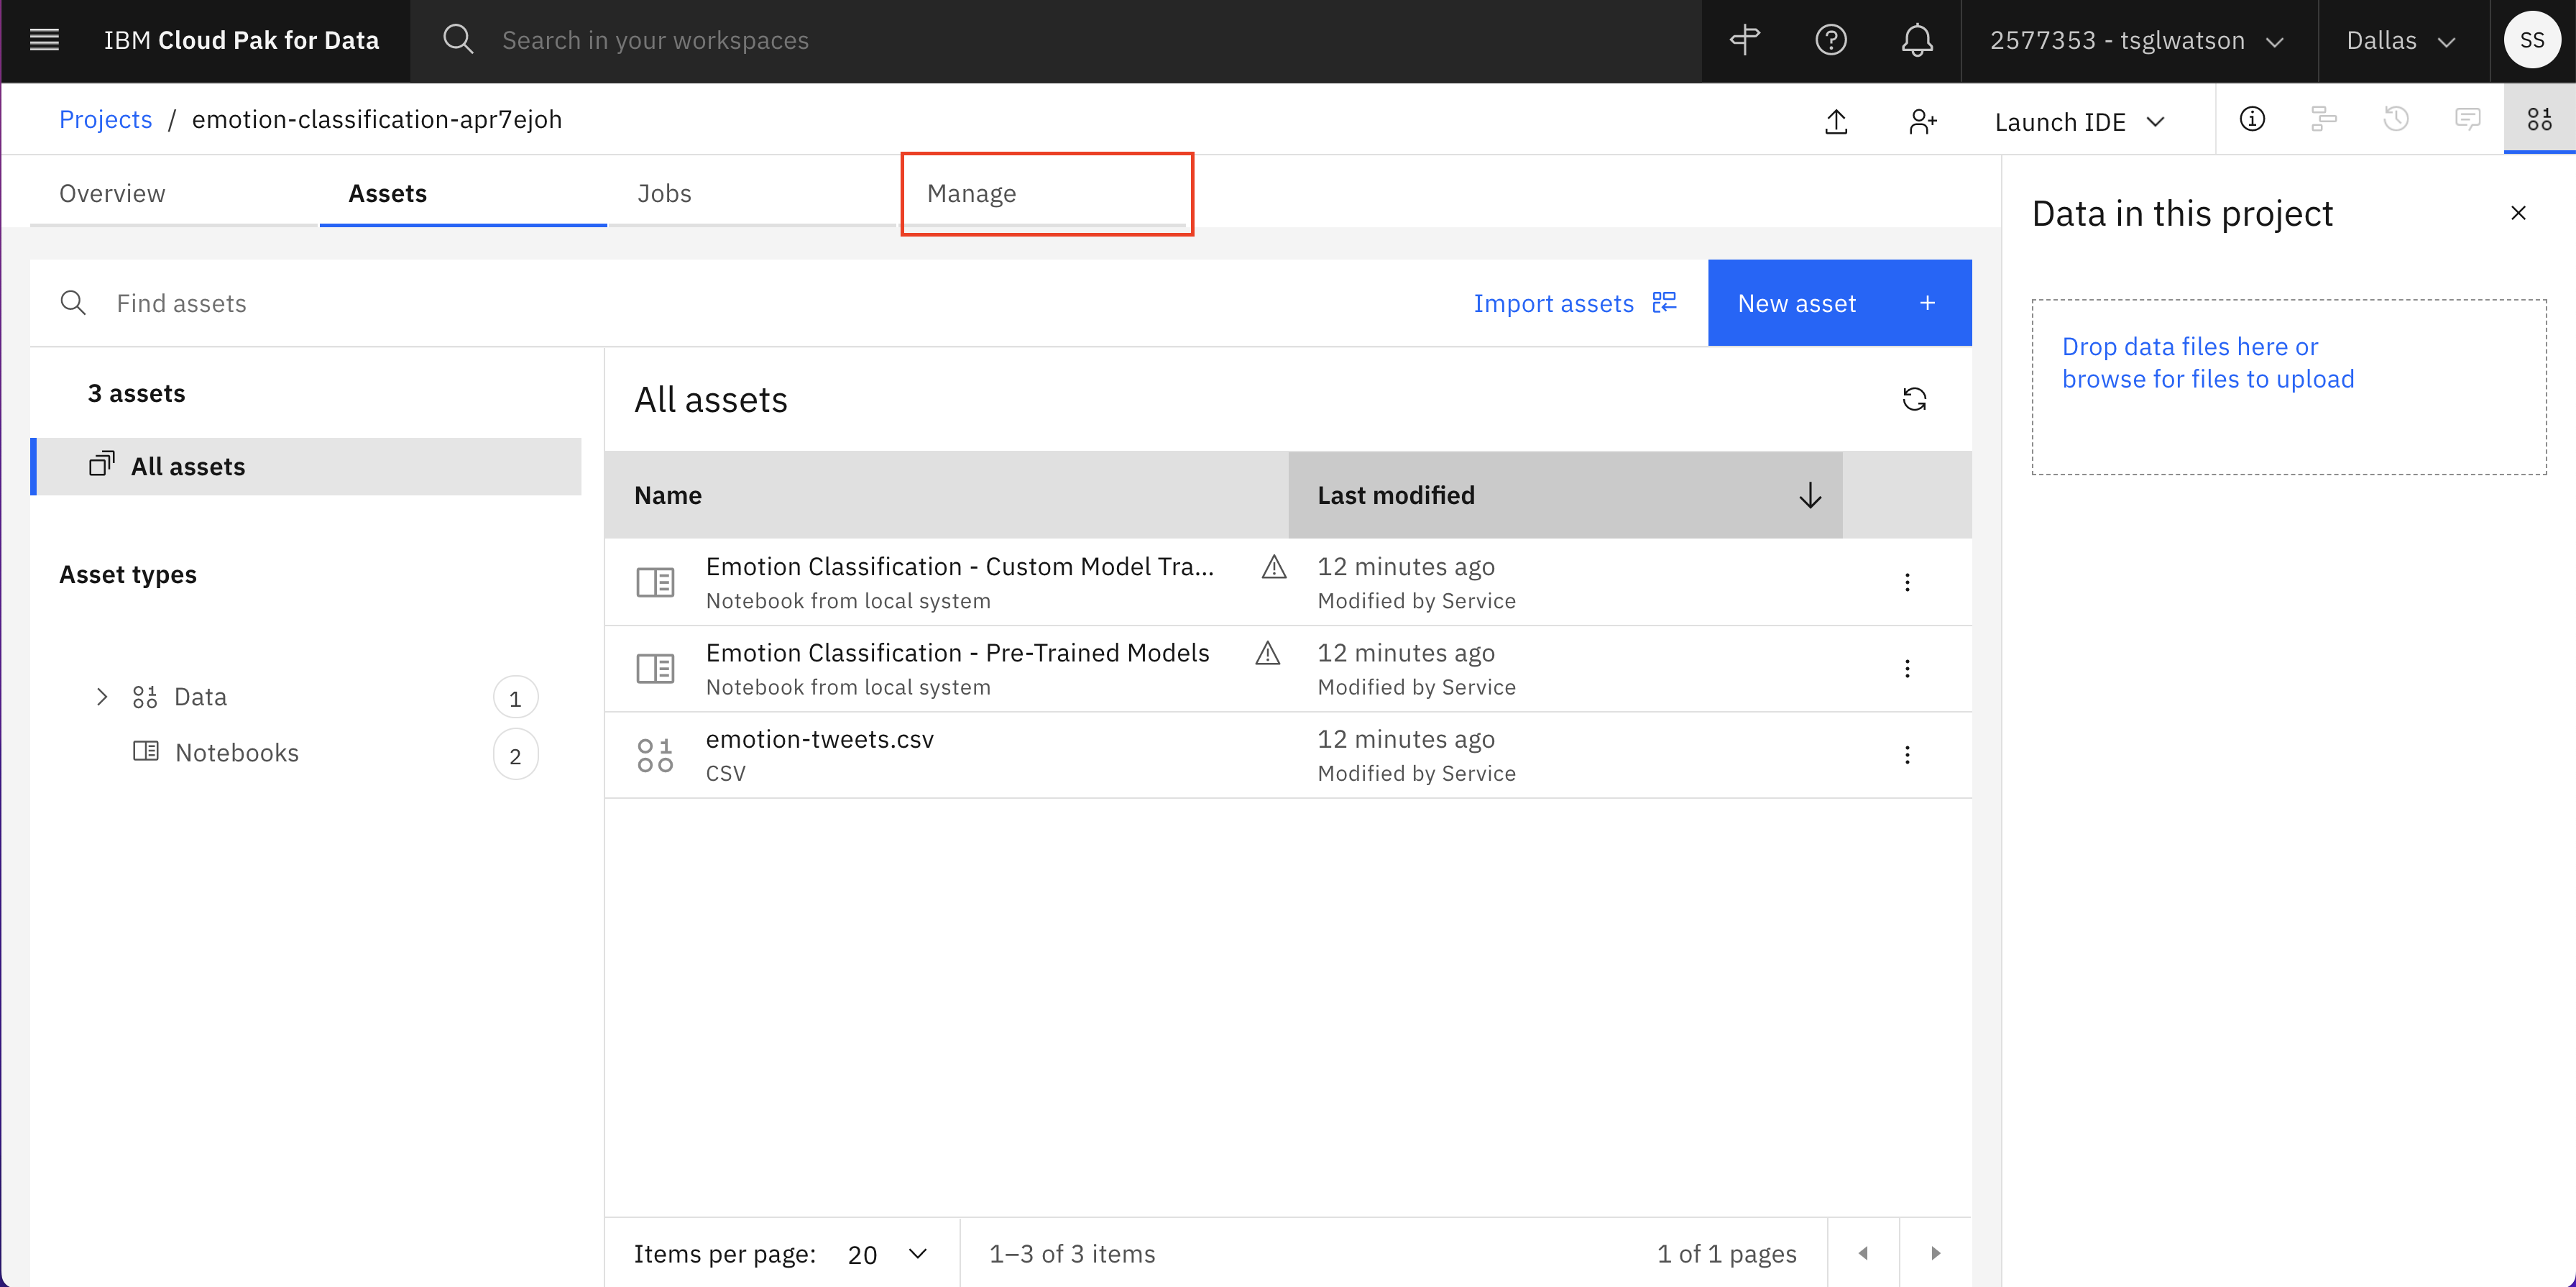 IBM Cloud Pak for Data
Search in your workspaces
2577353 - tsglwatson
Dallas
SS
Projects / emotion-classification-apr7ejoh
Launch IDE
Overview
Assets
Jobs
Manage
Data in this project
Find assets
Import assets
New asset +
Drop data files here or
browse for files to upload
3 assets
All assets
Asset types
Data 1
Notebooks 2
All assets
Name
Last modified
Emotion Classification - Custom Model Tra...
12 minutes ago
Notebook from local system
Modified by Service
Emotion Classification - Pre-Trained Models
12 minutes ago
Notebook from local system
Modified by Service
emotion-tweets.csv
12 minutes ago
CSV
Modified by Service
Items per page: 20
1–3 of 3 items
1 of 1 pages